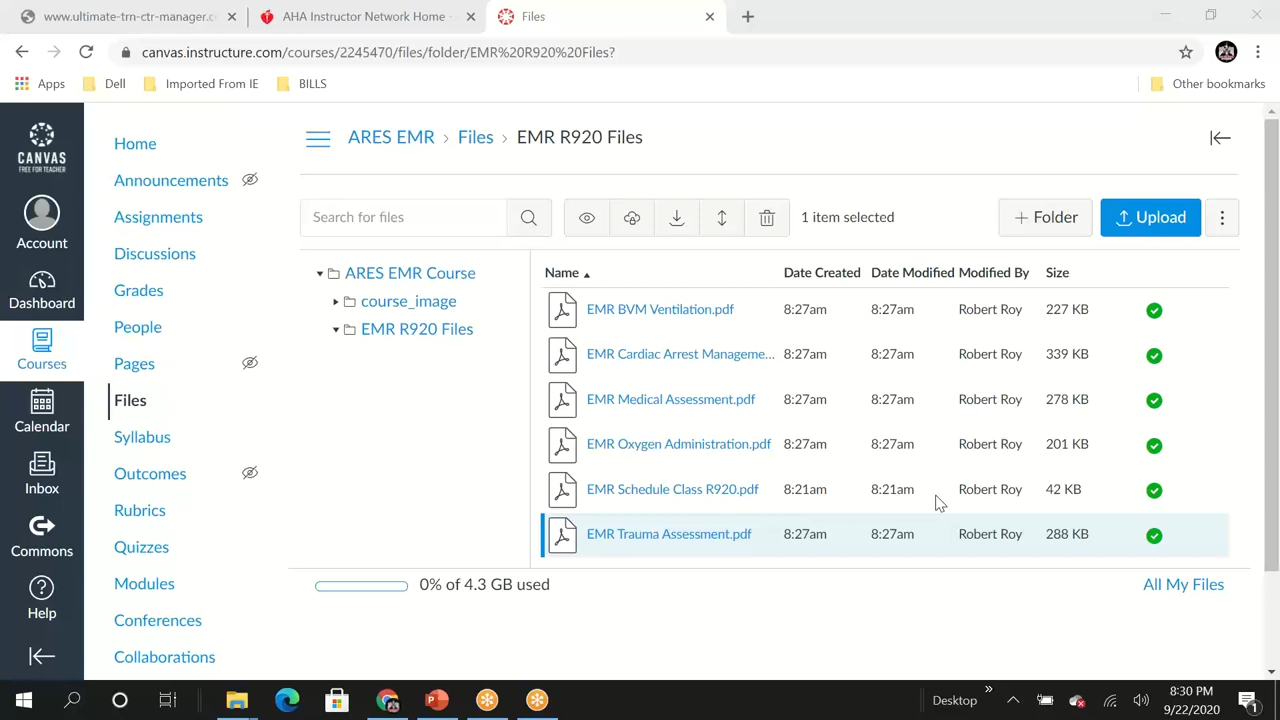 www.ultimate-trn-ctr-manager.c
AHA Instructor Network Home -
Files
canvas.instructure.com/courses/2245470/files/folder/EMR%20R920%20Files?
Apps
Dell
Imported From IE
BILLS
Other bookmarks
CANVAS
FREE FOR TEACHER
Account
Dashboard
Courses
Calendar
Inbox
Commons
Help
Home
Announcements
Assignments
Discussions
Grades
People
Pages
Files
Syllabus
Outcomes
Rubrics
Quizzes
Modules
Conferences
Collaborations
ARES EMR › Files › EMR R920 Files
Search for files
1 item selected
+ Folder
Upload
ARES EMR Course
course_image
EMR R920 Files
Name Date Created Date Modified Modified By Size
EMR BVM Ventilation.pdf 8:27am 8:27am Robert Roy 227 KB
EMR Cardiac Arrest Manageme... 8:27am 8:27am Robert Roy 339 KB
EMR Medical Assessment.pdf 8:27am 8:27am Robert Roy 278 KB
EMR Oxygen Administration.pdf 8:27am 8:27am Robert Roy 201 KB
EMR Schedule Class R920.pdf 8:21am 8:21am Robert Roy 42 KB
EMR Trauma Assessment.pdf 8:27am 8:27am Robert Roy 288 KB
0% of 4.3 GB used
All My Files
Desktop
8:30 PM
9/22/2020
1